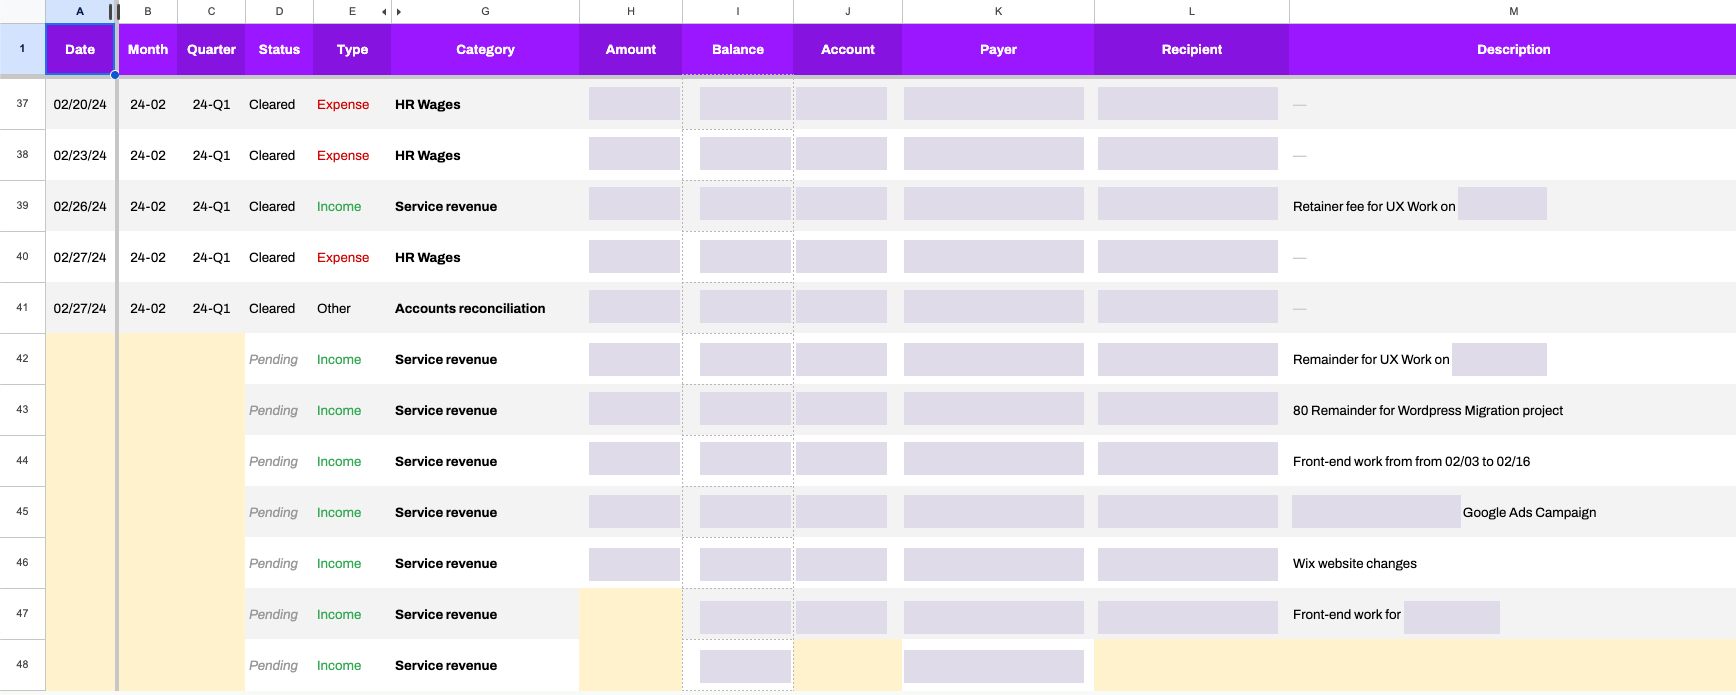 A B C D E G H I J K L M
1 Date Month Quarter Status Type Category Amount Balance Account Payer Recipient Description
37 02/20/24 24-02 24-Q1 Cleared Expense HR Wages —
38 02/23/24 24-02 24-Q1 Cleared Expense HR Wages —
39 02/26/24 24-02 24-Q1 Cleared Income Service revenue Retainer fee for UX Work on
40 02/27/24 24-02 24-Q1 Cleared Expense HR Wages —
41 02/27/24 24-02 24-Q1 Cleared Other Accounts reconciliation —
42 Pending Income Service revenue Remainder for UX Work on
43 Pending Income Service revenue 80 Remainder for Wordpress Migration project
44 Pending Income Service revenue Front-end work from from 02/03 to 02/16
45 Pending Income Service revenue Google Ads Campaign
46 Pending Income Service revenue Wix website changes
47 Pending Income Service revenue Front-end work for
48 Pending Income Service revenue